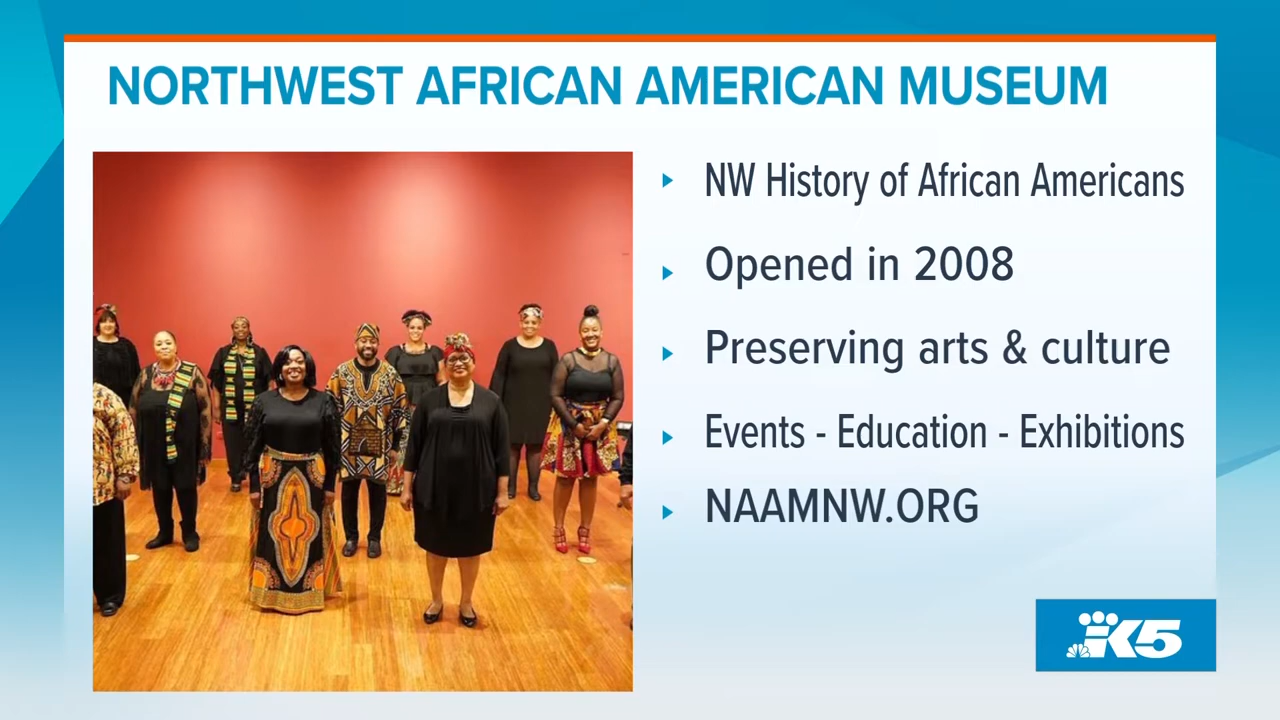 NORTHWEST AFRICAN AMERICAN MUSEUM
NW History of African Americans
Opened in 2008
Preserving arts & culture
Events - Education - Exhibitions
NAAMNW.ORG
K5